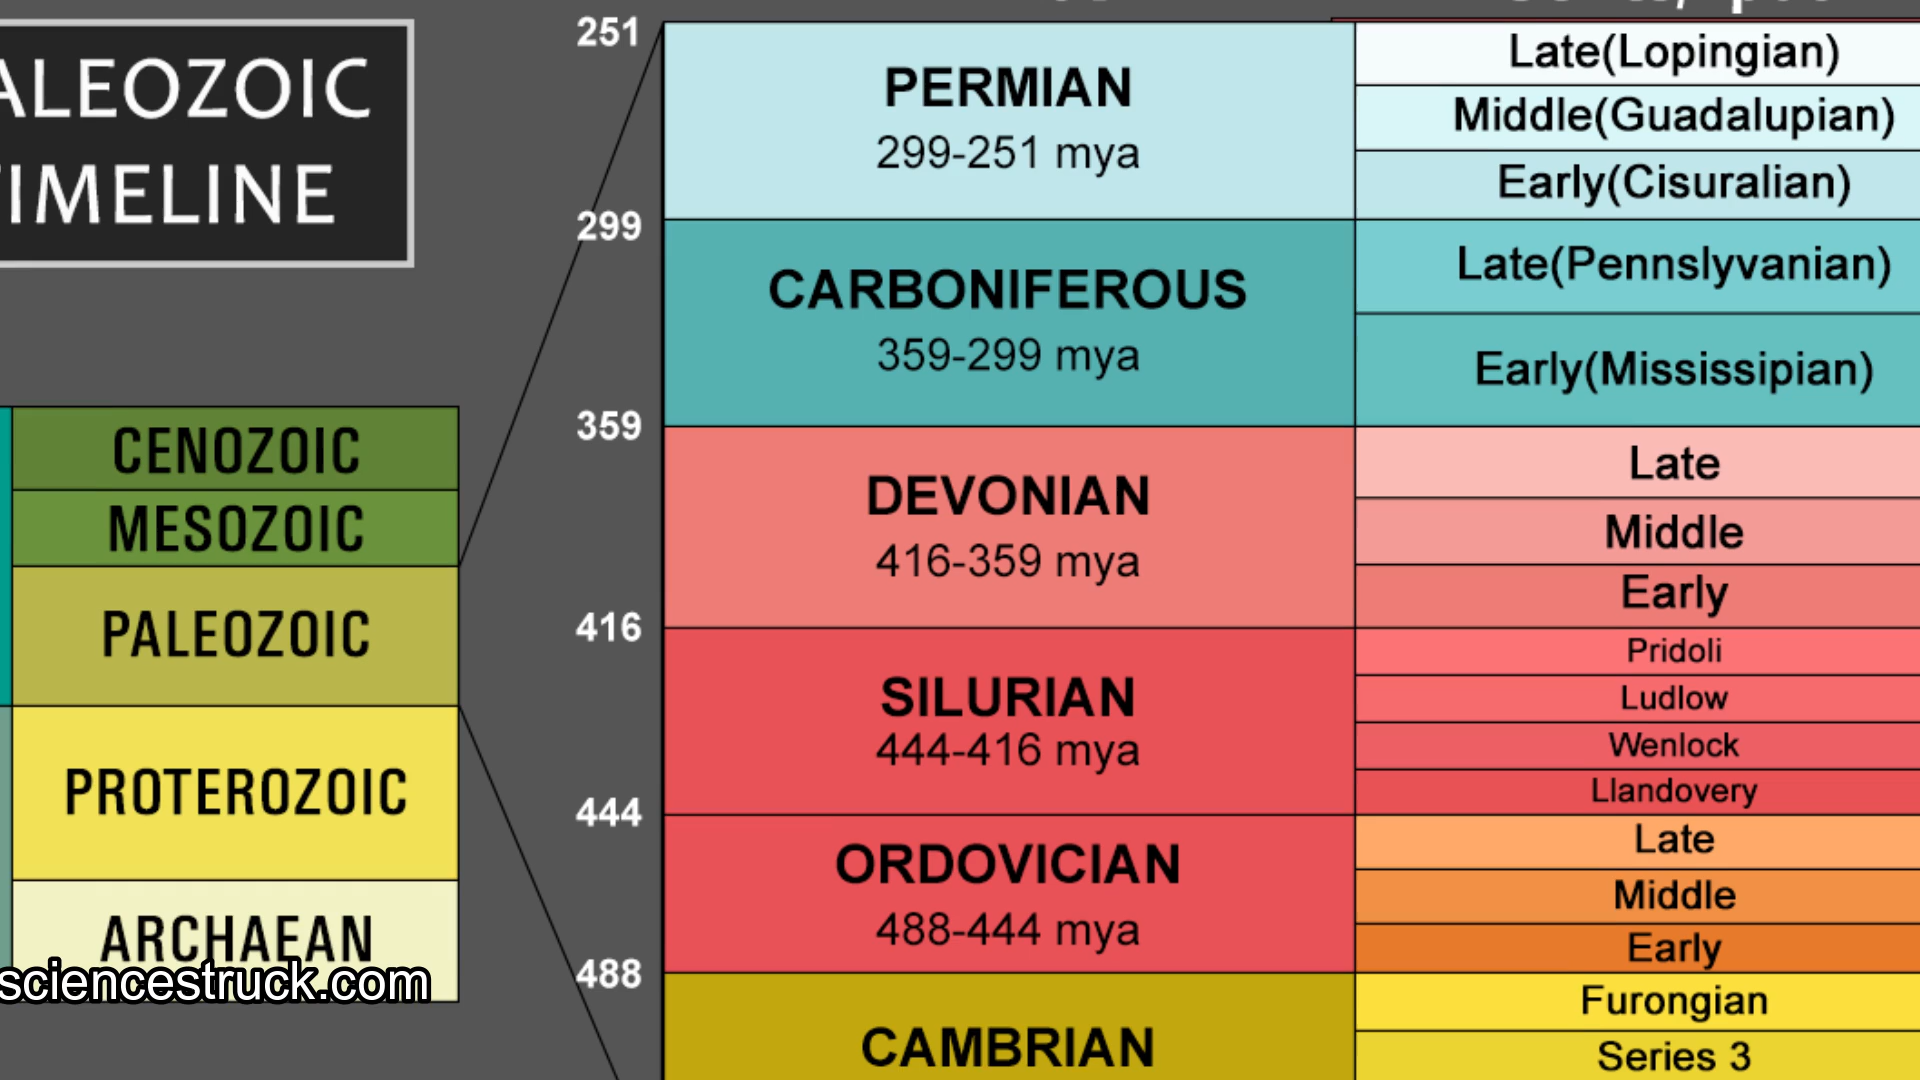 ALEOZOIC
TIMELINE
CENOZOIC
MESOZOIC
PALEOZOIC
PROTEROZOIC
ARCHAEAN
sciencestruck.com
251
299
359
416
444
488
PERMIAN
299-251 mya
CARBONIFEROUS
359-299 mya
DEVONIAN
416-359 mya
SILURIAN
444-416 mya
ORDOVICIAN
488-444 mya
CAMBRIAN
Late(Lopingian)
Middle(Guadalupian)
Early(Cisuralian)
Late(Pennslyvanian)
Early(Mississipian)
Late
Middle
Early
Pridoli
Ludlow
Wenlock
Llandovery
Late
Middle
Early
Furongian
Series 3